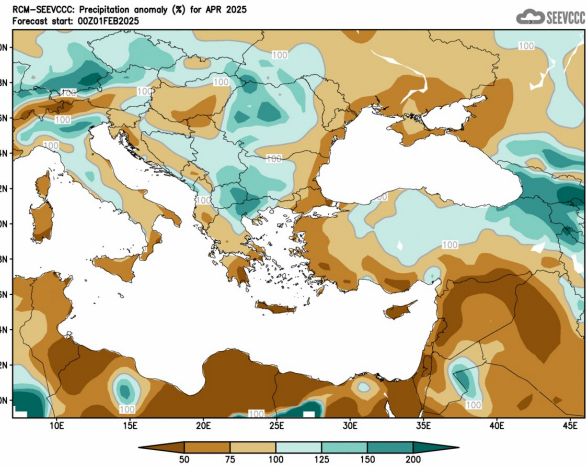 RCM-SEEVCCC: Precipitation anomaly (%) for APR 2025
Forecast start: 00Z01FEB2025
SEEVCCC
100
100
100
100
100
100
100
100
100
100
100
100
100
10E 15E 20E 25E 30E 35E 40E 45E
50 75 100 125 150 200